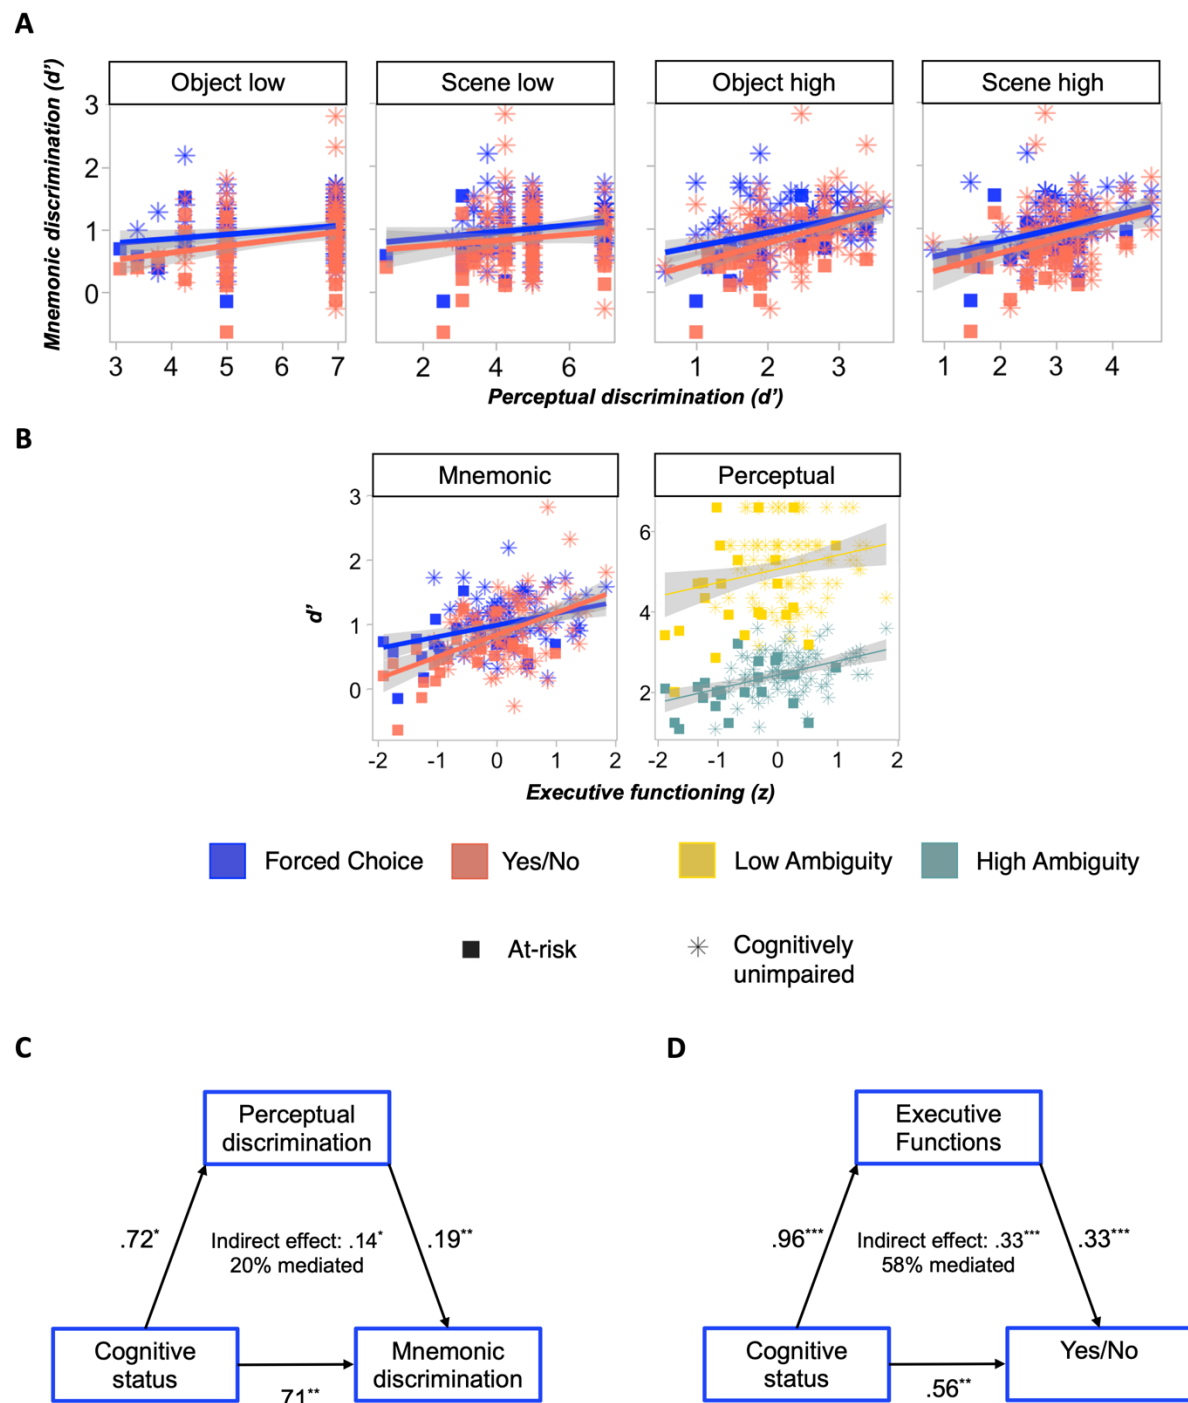 A
Object low
Scene low
Object high
Scene high
Mnemonic discrimination (d’)
3
2
1
0
3 4 5 6 7
2 4 6
1 2 3
1 2 3 4
Perceptual discrimination (d’)
B
Mnemonic
Perceptual
d’
3
2
1
0
6
4
2
-2 -1 0 1 2
-2 -1 0 1 2
Executive functioning (z)
Forced Choice
Yes/No
Low Ambiguity
High Ambiguity
At-risk
Cognitively
unimpaired
C
Perceptual
discrimination
.72*
Indirect effect: .14*
20% mediated
.19**
Cognitive
status
Mnemonic
discrimination
.71**
D
Executive
Functions
.96***
Indirect effect: .33***
58% mediated
.33***
Cognitive
status
Yes/No
.56**